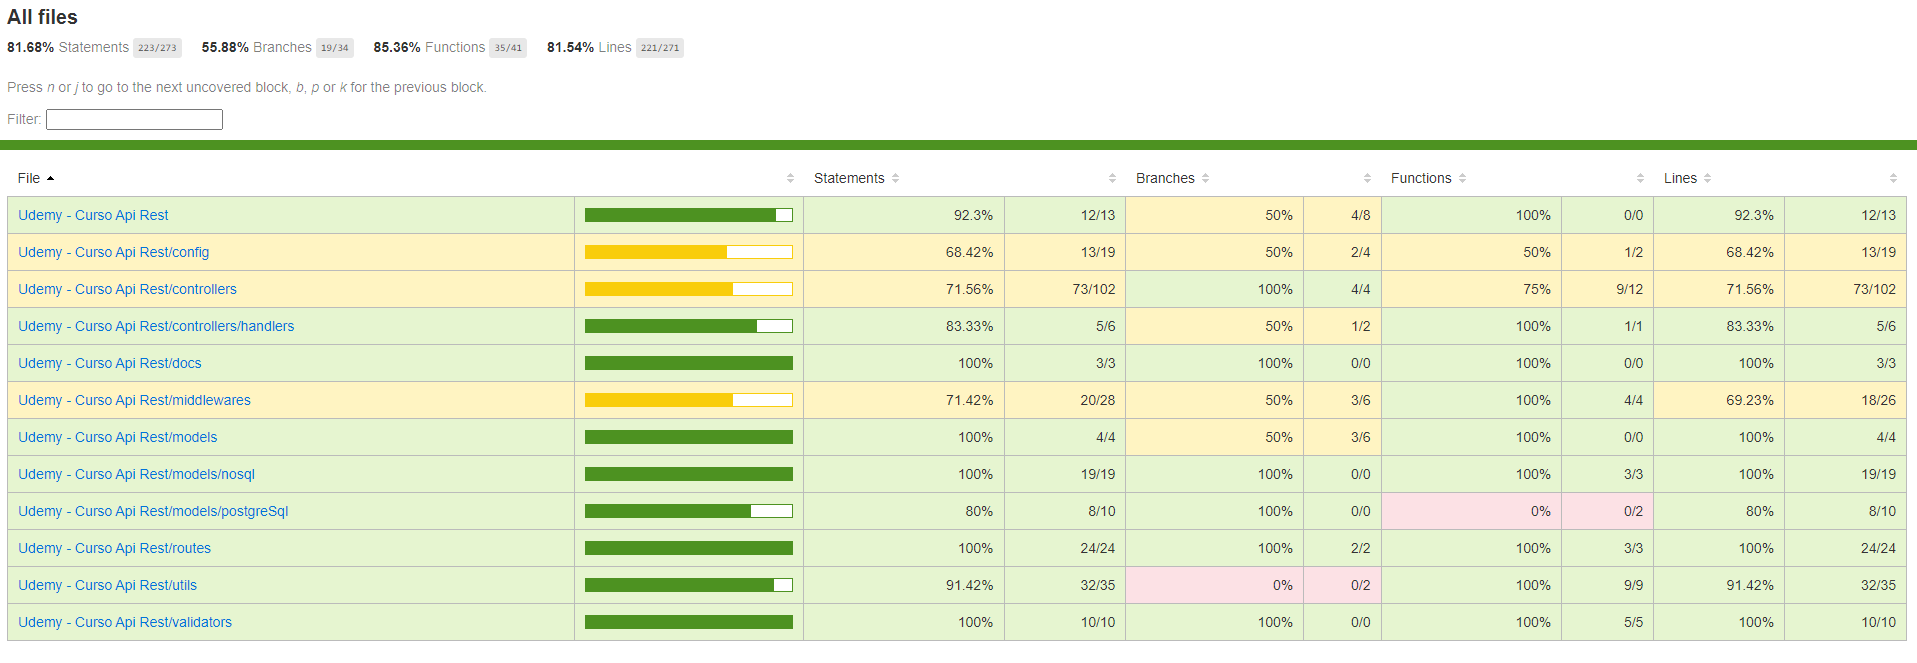 All files
81.68% Statements 223/273 55.88% Branches 19/34 85.36% Functions 35/41 81.54% Lines 221/271
Press n or j to go to the next uncovered block, b, p or k for the previous block.
Filter:
File Statements Branches Functions Lines
Udemy - Curso Api Rest 92.3% 12/13 50% 4/8 100% 0/0 92.3% 12/13
Udemy - Curso Api Rest/config 68.42% 13/19 50% 2/4 50% 1/2 68.42% 13/19
Udemy - Curso Api Rest/controllers 71.56% 73/102 100% 4/4 75% 9/12 71.56% 73/102
Udemy - Curso Api Rest/controllers/handlers 83.33% 5/6 50% 1/2 100% 1/1 83.33% 5/6
Udemy - Curso Api Rest/docs 100% 3/3 100% 0/0 100% 0/0 100% 3/3
Udemy - Curso Api Rest/middlewares 71.42% 20/28 50% 3/6 100% 4/4 69.23% 18/26
Udemy - Curso Api Rest/models 100% 4/4 50% 3/6 100% 0/0 100% 4/4
Udemy - Curso Api Rest/models/nosql 100% 19/19 100% 0/0 100% 3/3 100% 19/19
Udemy - Curso Api Rest/models/postgreSql 80% 8/10 100% 0/0 0% 0/2 80% 8/10
Udemy - Curso Api Rest/routes 100% 24/24 100% 2/2 100% 3/3 100% 24/24
Udemy - Curso Api Rest/utils 91.42% 32/35 0% 0/2 100% 9/9 91.42% 32/35
Udemy - Curso Api Rest/validators 100% 10/10 100% 0/0 100% 5/5 100% 10/10